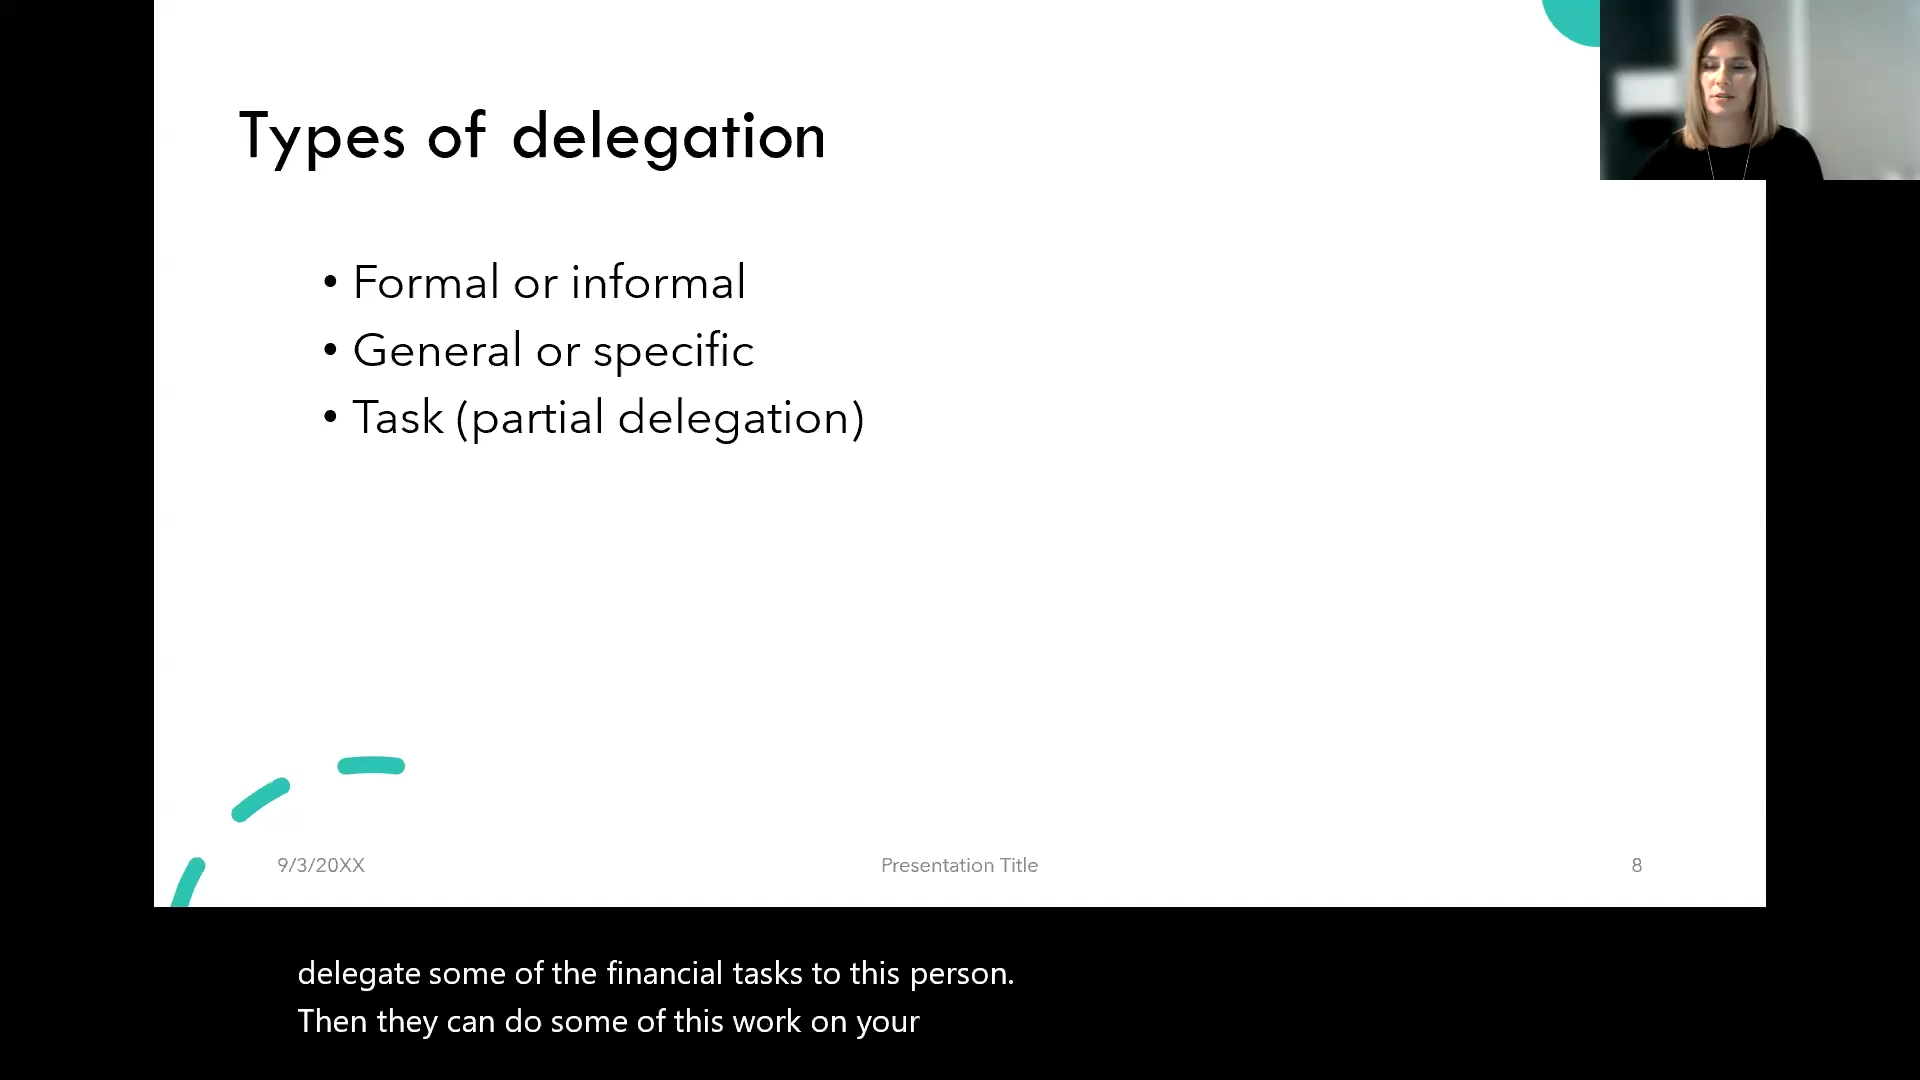 Types of delegation
• Formal or informal
• General or specific
• Task (partial delegation)
9/3/20XX
Presentation Title
8
delegate some of the financial tasks to this person.
Then they can do some of this work on your